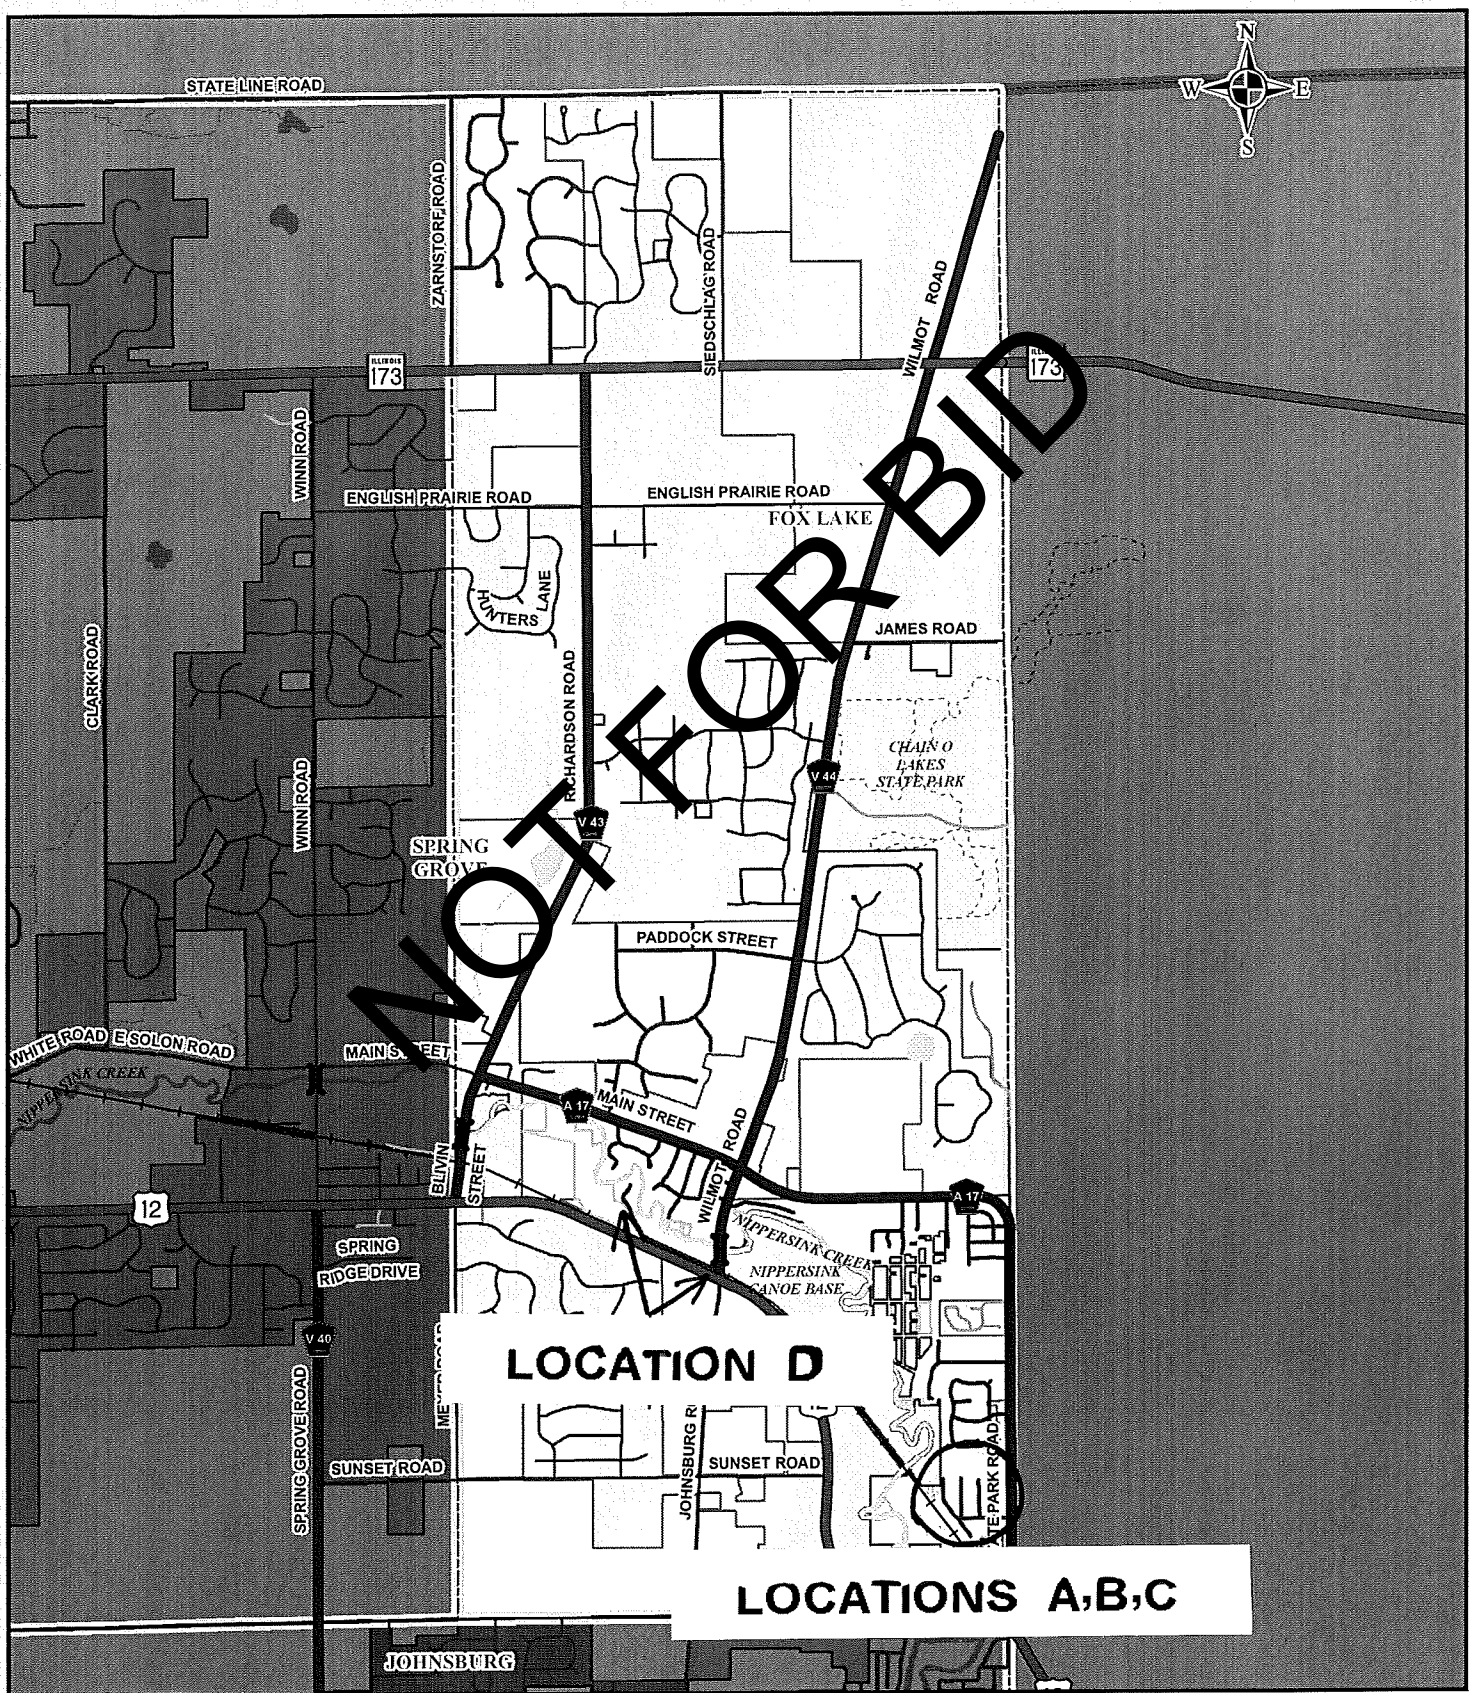 N
W E
S
STATE LINE ROAD
ZARNSTORF ROAD
SIEDSCHLAG ROAD
WILMOT ROAD
ILLINOIS
173
173
WINN ROAD
ENGLISH PRAIRIE ROAD
ENGLISH PRAIRIE ROAD
FOX LAKE
HUNTERS LANE
JAMES ROAD
CLARK ROAD
RICHARDSON ROAD
NOT FOR BID
CHAIN O
LAKES
STATE PARK
V 44
WINN ROAD
V 43
SPRING
GROVE
PADDOCK STREET
WHITE ROAD
E SOLON ROAD
MAIN STREET
NIPPERSINK CREEK
A 17
MAIN STREET
WILMOT ROAD
BLIVIN
STREET
A 17
12
NIPPERSINK CREEK
SPRING
RIDGE DRIVE
NIPPERSINK
CANOE BASE
V 40
LOCATION D
SPRING GROVE ROAD
SUNSET ROAD
SUNSET ROAD
JOHNSBURG R
ATE PARK ROAD
LOCATIONS A,B,C
JOHNSBURG